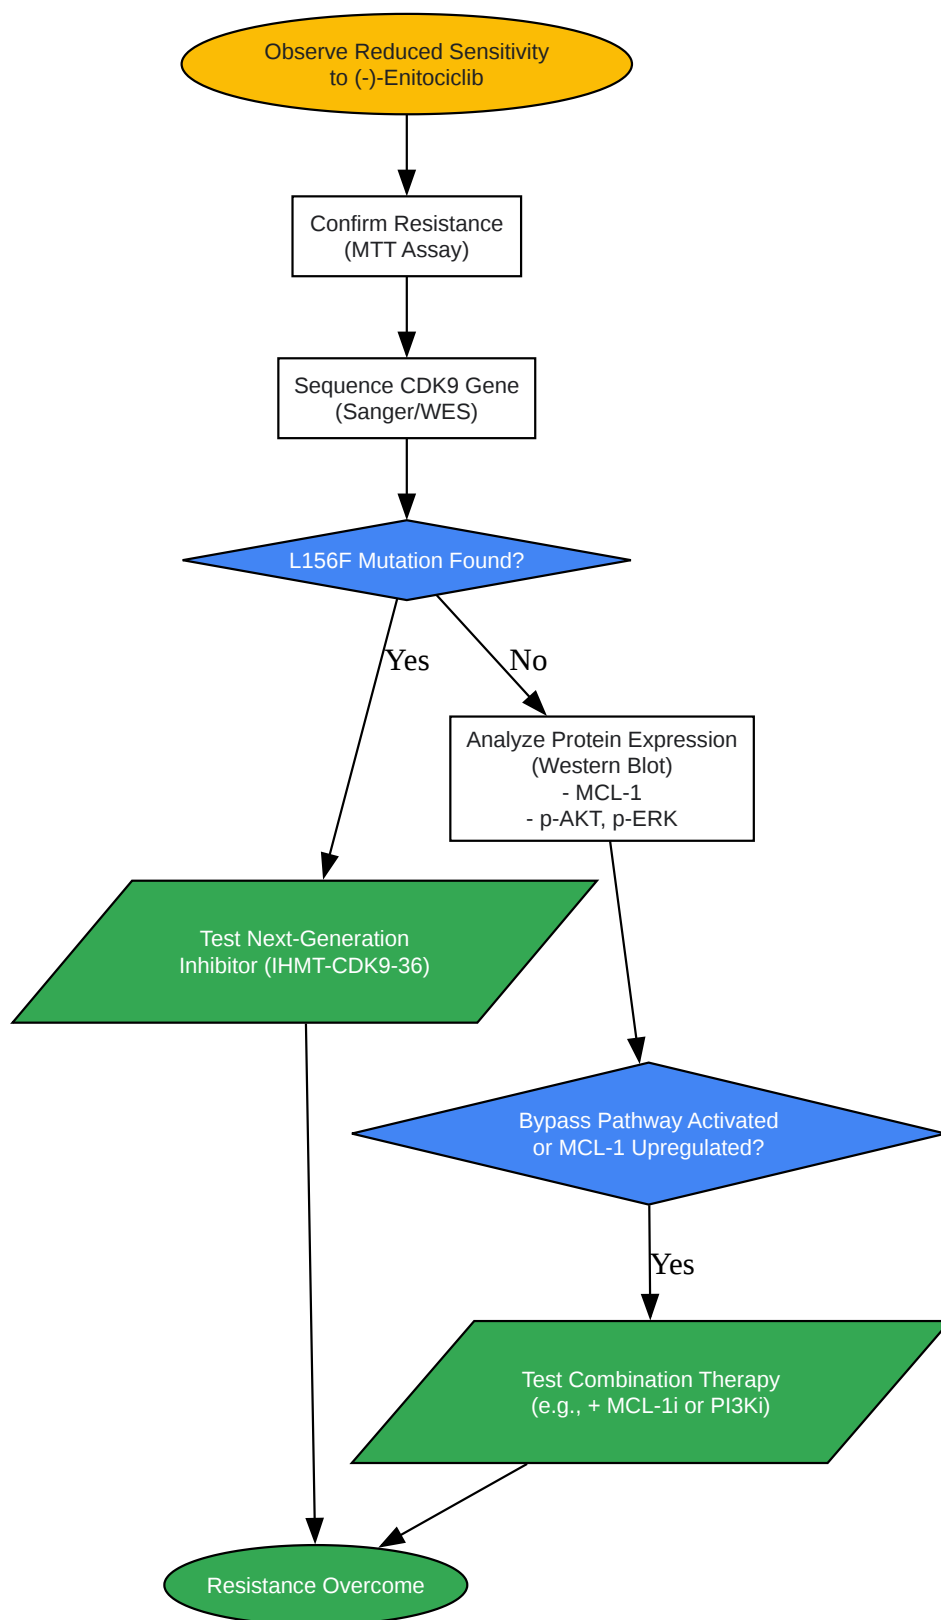 Observe Reduced Sensitivity
to (-)-Enitociclib
Confirm Resistance
(MTT Assay)
Sequence CDK9 Gene
(Sanger/WES)
L156F Mutation Found?
Yes
No
Analyze Protein Expression
(Western Blot)
- MCL-1
- p-AKT, p-ERK
Test Next-Generation
Inhibitor (IHMT-CDK9-36)
Bypass Pathway Activated
or MCL-1 Upregulated?
Yes
Test Combination Therapy
(e.g., + MCL-1i or PI3Ki)
Resistance Overcome